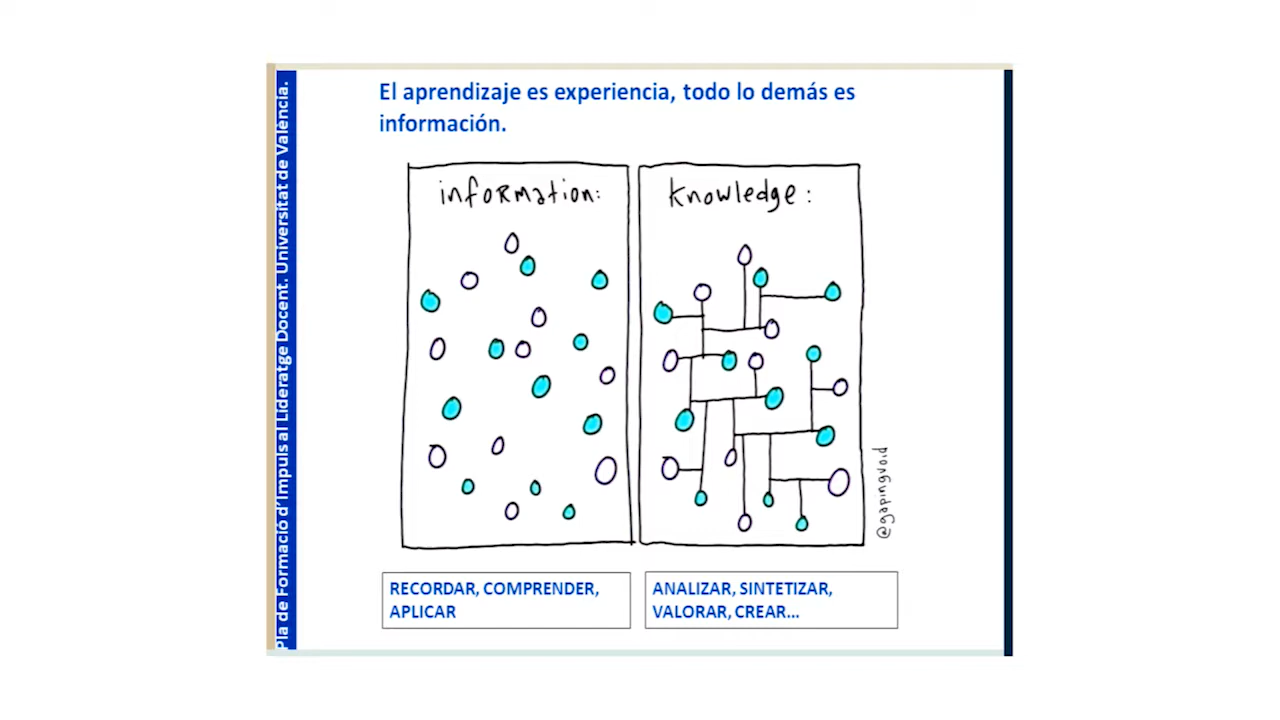 El aprendizaje es experiencia, todo lo demás es
información.
information:
knowledge:
@gapingvoid
RECORDAR, COMPRENDER,
APLICAR
ANALIZAR, SINTETIZAR,
VALORAR, CREAR...
Pla de Formació d'Impuls al Lideratge Docent. Universitat de València.